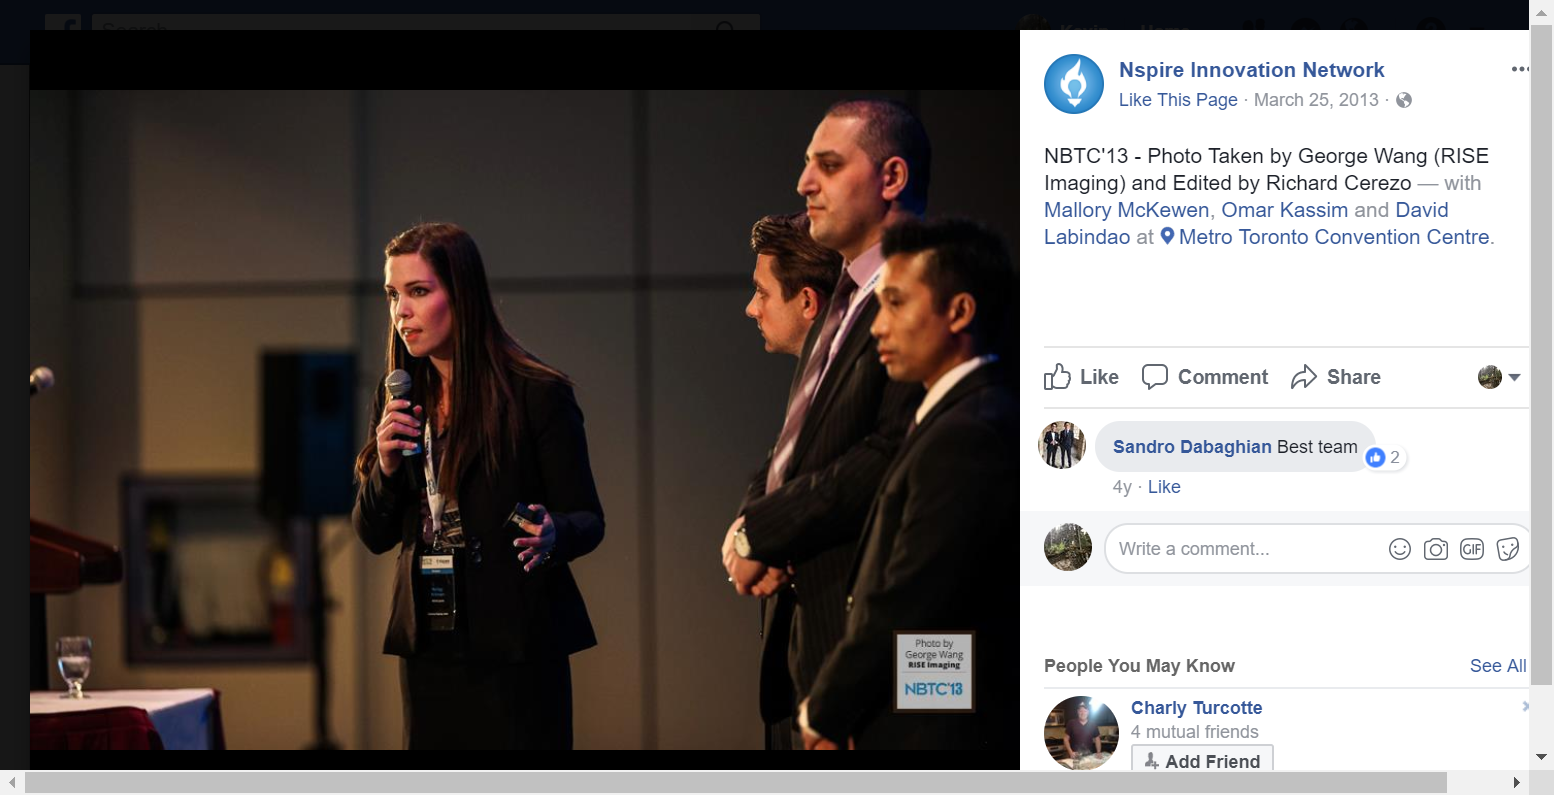 Search
Nspire Innovation Network
Like This Page · March 25, 2013 ·
NBTC'13 - Photo Taken by George Wang (RISE
Imaging) and Edited by Richard Cerezo — with
Mallory McKewen, Omar Kassim and David
Labindao at Metro Toronto Convention Centre.
Like Comment Share
Sandro Dabaghian Best team
2
4y · Like
Write a comment...
GIF
People You May Know
See All
Charly Turcotte
4 mutual friends
Add Friend
Photo by
George Wang
RISE Imaging
NBTC'13